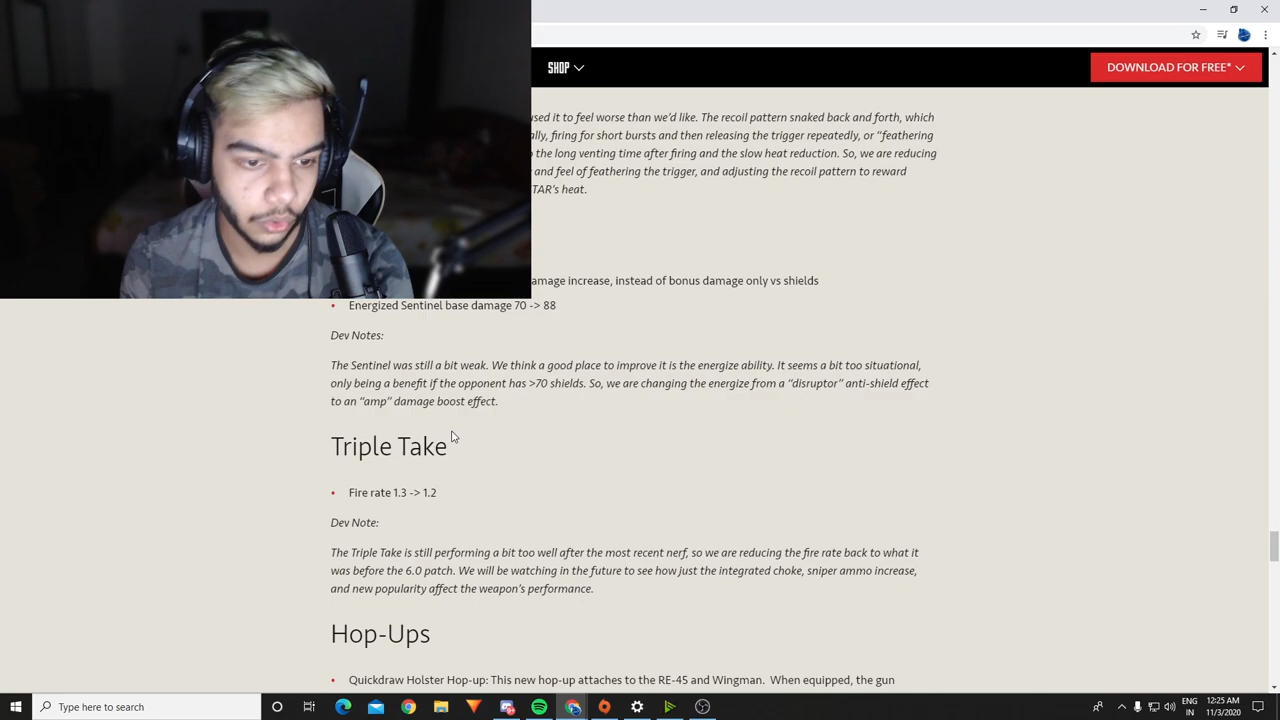 SHOP
DOWNLOAD FOR FREE*
used it to feel worse than we'd like. The recoil pattern snaked back and forth, which
ally, firing for short bursts and then releasing the trigger repeatedly, or “feathering
the long venting time after firing and the slow heat reduction. So, we are reducing
and feel of feathering the trigger, and adjusting the recoil pattern to reward
TAR's heat.
amage increase, instead of bonus damage only vs shields
• Energized Sentinel base damage 70 -> 88
Dev Notes:
The Sentinel was still a bit weak. We think a good place to improve it is the energize ability. It seems a bit too situational,
only being a benefit if the opponent has >70 shields. So, we are changing the energize from a “disruptor” anti-shield effect
to an “amp” damage boost effect.
Triple Take
• Fire rate 1.3 -> 1.2
Dev Note:
The Triple Take is still performing a bit too well after the most recent nerf, so we are reducing the fire rate back to what it
was before the 6.0 patch. We will be watching in the future to see how just the integrated choke, sniper ammo increase,
and new popularity affect the weapon's performance.
Hop-Ups
• Quickdraw Holster Hop-up: This new hop-up attaches to the RE-45 and Wingman. When equipped, the gun
Type here to search
ENG
IN
12:25 AM
11/3/2020